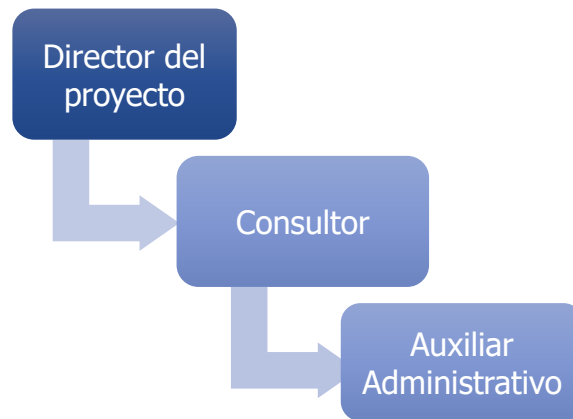 Director del
proyecto
Consultor
Auxiliar
Administrativo